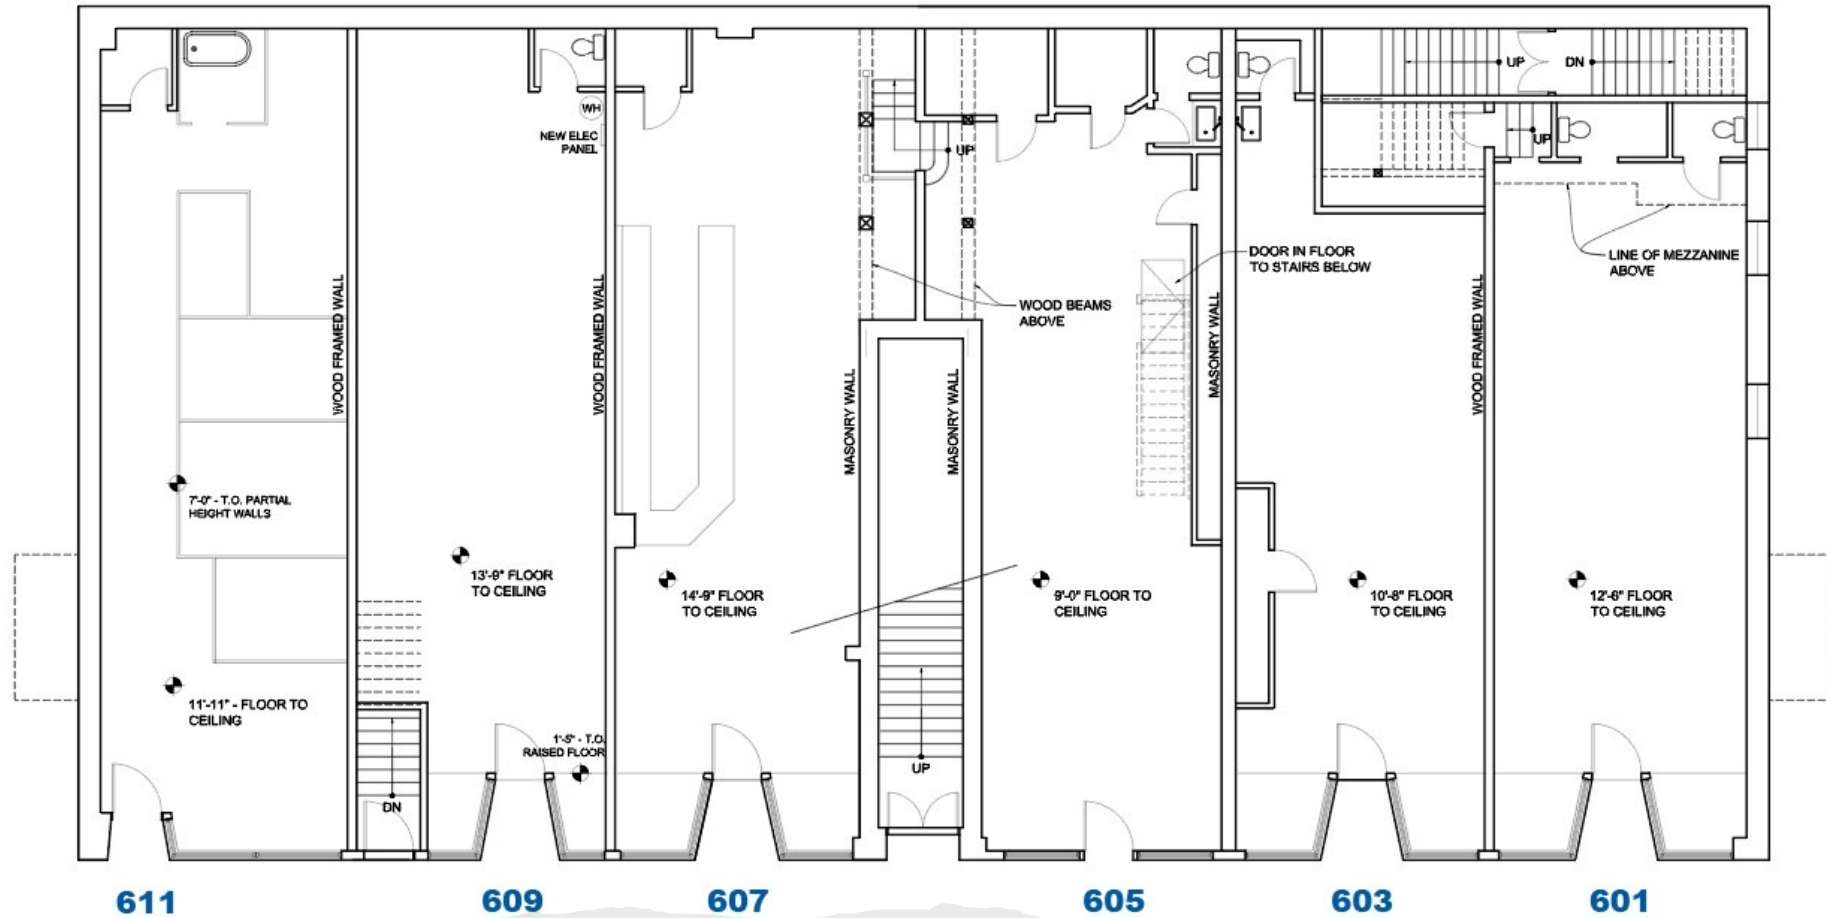 UP
DN
WH
NEW ELEC
PANEL
UP
UP
DOOR IN FLOOR
TO STAIRS BELOW
LINE OF MEZZANINE
ABOVE
WOOD BEAMS
ABOVE
WOOD FRAMED WALL
WOOD FRAMED WALL
MASONRY WALL
MASONRY WALL
MASONRY WALL
WOOD FRAMED WALL
7'-0" - T.O. PARTIAL
HEIGHT WALLS
13'-9" FLOOR
TO CEILING
14'-9" FLOOR
TO CEILING
9'-0" FLOOR TO
CEILING
10'-8" FLOOR
TO CEILING
12'-6" FLOOR
TO CEILING
11'-11" - FLOOR TO
CEILING
1'-5" - T.O.
RAISED FLOOR
UP
DN
611
609
607
605
603
601